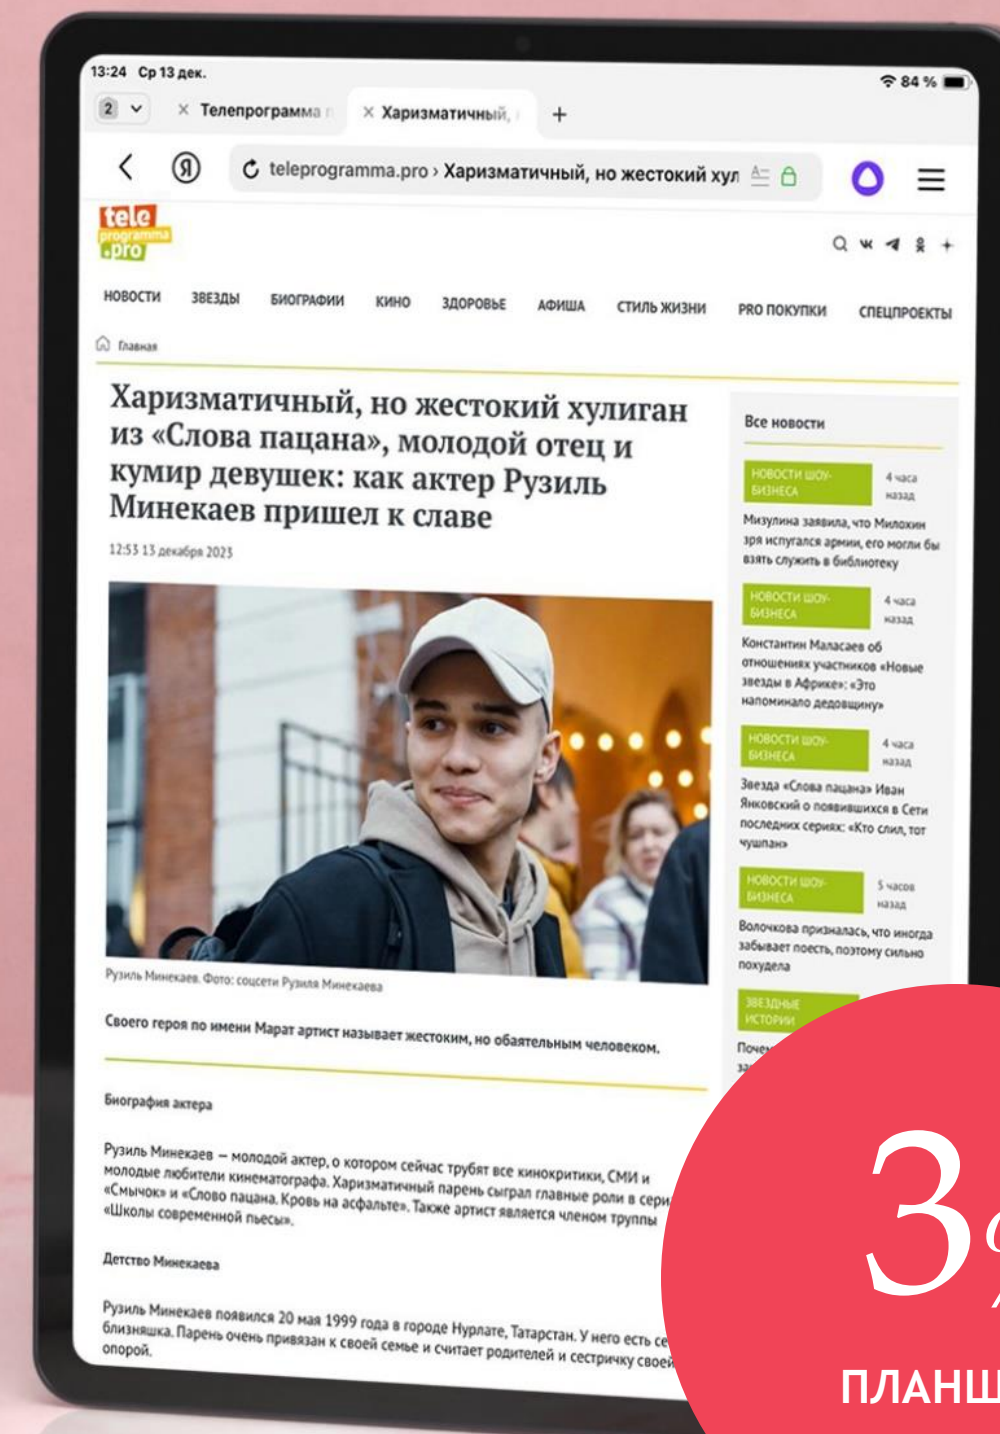 13:24 Ср 13 дек.
84 %
2
Телепрограмма
Харизматичный,
Я
teleprogramma.pro › Харизматичный, но жестокий хул
tele
programma
.pro
НОВОСТИ ЗВЕЗДЫ БИОГРАФИИ КИНО ЗДОРОВЬЕ АФИША СТИЛЬ ЖИЗНИ PRO ПОКУПКИ СПЕЦПРОЕКТЫ
Главная
Харизматичный, но жестокий хулиган
из «Слова пацана», молодой отец и
кумир девушек: как актер Рузиль
Минекаев пришел к славе
12:53 13 декабря 2023
Рузиль Минекаев. Фото: соцсети Рузиля Минекаева
Своего героя по имени Марат артист называет жестоким, но обаятельным человеком.
Биография актера
Рузиль Минекаев — молодой актер, о котором сейчас трубят все кинокритики, СМИ и
молодые любители кинематографа. Харизматичный парень сыграл главные роли в сери
«Смычок» и «Слово пацана. Кровь на асфальте». Также артист является членом труппы
«Школы современной пьесы».
Детство Минекаева
Рузиль Минекаев появился 20 мая 1999 года в городе Нурлате, Татарстан. У него есть се
близняшка. Парень очень привязан к своей семье и считает родителей и сестричку своей
опорой.
Все новости
НОВОСТИ ШОУ-
БИЗНЕСА
4 часа
назад
Мизулина заявила, что Милохин
зря испугался армии, его могли бы
взять служить в библиотеку
НОВОСТИ ШОУ-
БИЗНЕСА
4 часа
назад
Константин Маласаев об
отношениях участников «Новые
звезды в Африке»: «Это
напоминало дедовщину»
НОВОСТИ ШОУ-
БИЗНЕСА
4 часа
назад
Звезда «Слова пацана» Иван
Янковский о появившихся в Сети
последних сериях: «Кто слил, тот
чушпан»
НОВОСТИ ШОУ-
БИЗНЕСА
5 часов
назад
Волочкова призналась, что иногда
забывает поесть, поэтому сильно
похудела
ЗВЕЗДНЫЕ
ИСТОРИИ
Почем
3
ПЛАНШ